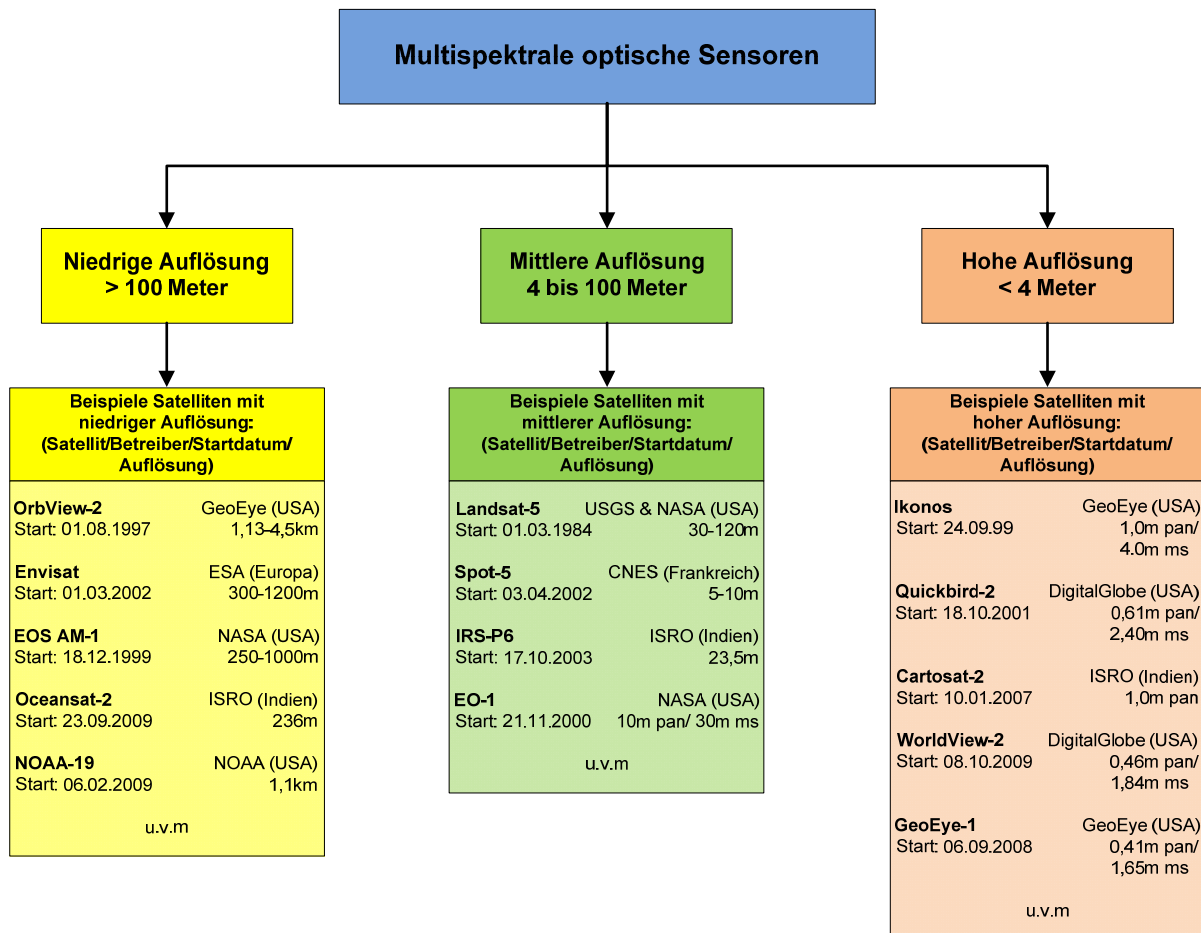 Multispektrale optische Sensoren
Niedrige Auflösung
> 100 Meter
Mittlere Auflösung
4 bis 100 Meter
Hohe Auflösung
< 4 Meter
Beispiele Satelliten mit
niedriger Auflösung:
(Satellit/Betreiber/Startdatum/
Auflösung)
OrbView-2 GeoEye (USA)
Start: 01.08.1997 1,13-4,5km
Envisat ESA (Europa)
Start: 01.03.2002 300-1200m
EOS AM-1 NASA (USA)
Start: 18.12.1999 250-1000m
Oceansat-2 ISRO (Indien)
Start: 23.09.2009 236m
NOAA-19 NOAA (USA)
Start: 06.02.2009 1,1km
u.v.m
Beispiele Satelliten mit
mittlerer Auflösung:
(Satellit/Betreiber/Startdatum/
Auflösung)
Landsat-5 USGS & NASA (USA)
Start: 01.03.1984 30-120m
Spot-5 CNES (Frankreich)
Start: 03.04.2002 5-10m
IRS-P6 ISRO (Indien)
Start: 17.10.2003 23,5m
EO-1 NASA (USA)
Start: 21.11.2000 10m pan/ 30m ms
u.v.m
Beispiele Satelliten mit
hoher Auflösung:
(Satellit/Betreiber/Startdatum/
Auflösung)
Ikonos GeoEye (USA)
Start: 24.09.99 1,0m pan/
4.0m ms
Quickbird-2 DigitalGlobe (USA)
Start: 18.10.2001 0,61m pan/
2,40m ms
Cartosat-2 ISRO (Indien)
Start: 10.01.2007 1,0m pan
WorldView-2 DigitalGlobe (USA)
Start: 08.10.2009 0,46m pan/
1,84m ms
GeoEye-1 GeoEye (USA)
Start: 06.09.2008 0,41m pan/
1,65m ms
u.v.m